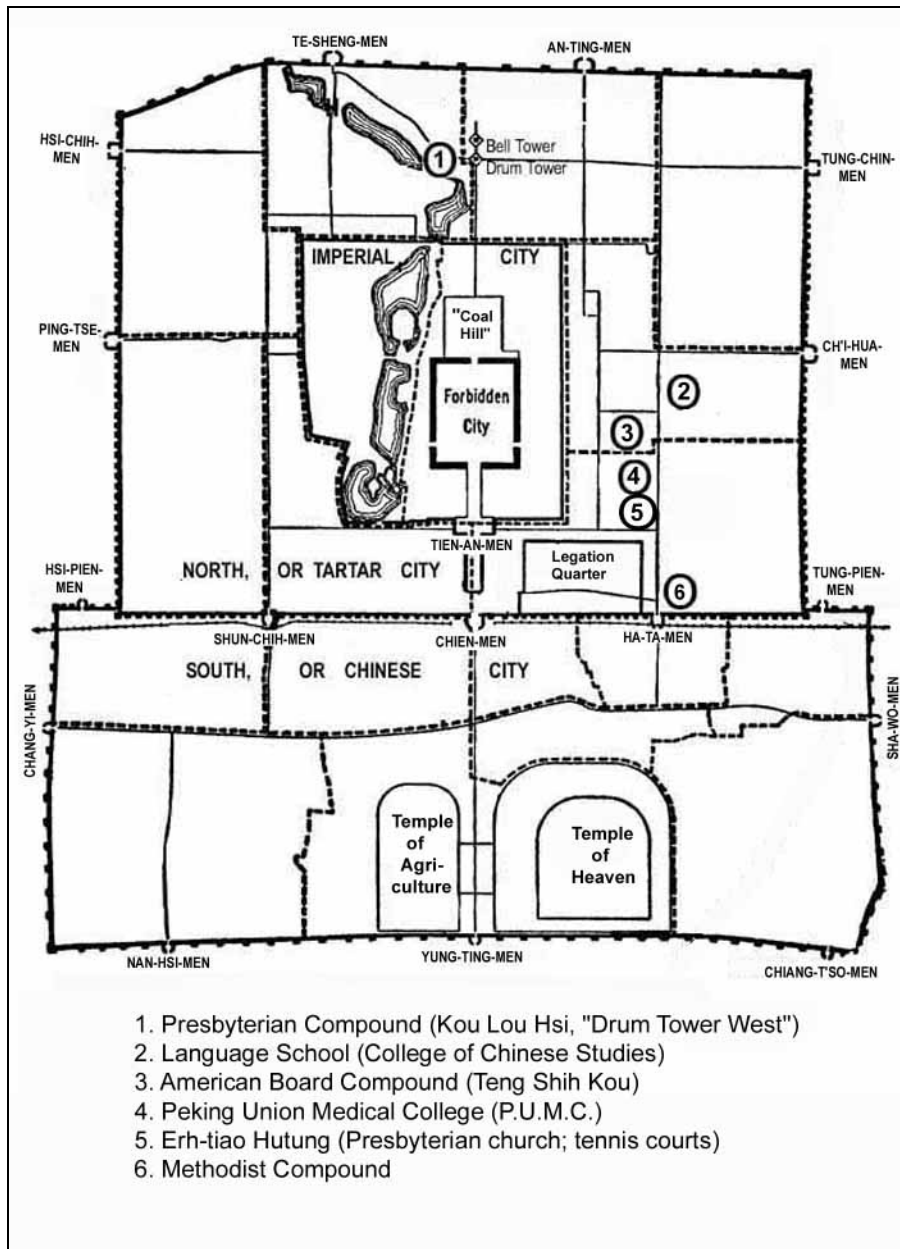 TE-SHENG-MEN
AN-TING-MEN
HSI-CHIH-
MEN
1
Bell Tower
Drum Tower
TUNG-CHIN-
MEN
IMPERIAL CITY
"Coal
Hill"
PING-TSE-
MEN
CH'I-HUA-
MEN
Forbidden
City
2
3
4
5
TIEN-AN-MEN
Legation
Quarter
HSI-PIEN-
MEN
NORTH, OR TARTAR CITY
6
TUNG-PIEN-
MEN
SHUN-CHIH-MEN
CHIEN-MEN
HA-TA-MEN
SOUTH, OR CHINESE CITY
CHANG-YI-MEN
SHA-WO-MEN
Temple
of
Agri-
culture
Temple
of
Heaven
NAN-HSI-MEN
YUNG-TING-MEN
CHIANG-T'SO-MEN
1. Presbyterian Compound (Kou Lou Hsi, "Drum Tower West")
2. Language School (College of Chinese Studies)
3. American Board Compound (Teng Shih Kou)
4. Peking Union Medical College (P.U.M.C.)
5. Erh-tiao Hutung (Presbyterian church; tennis courts)
6. Methodist Compound